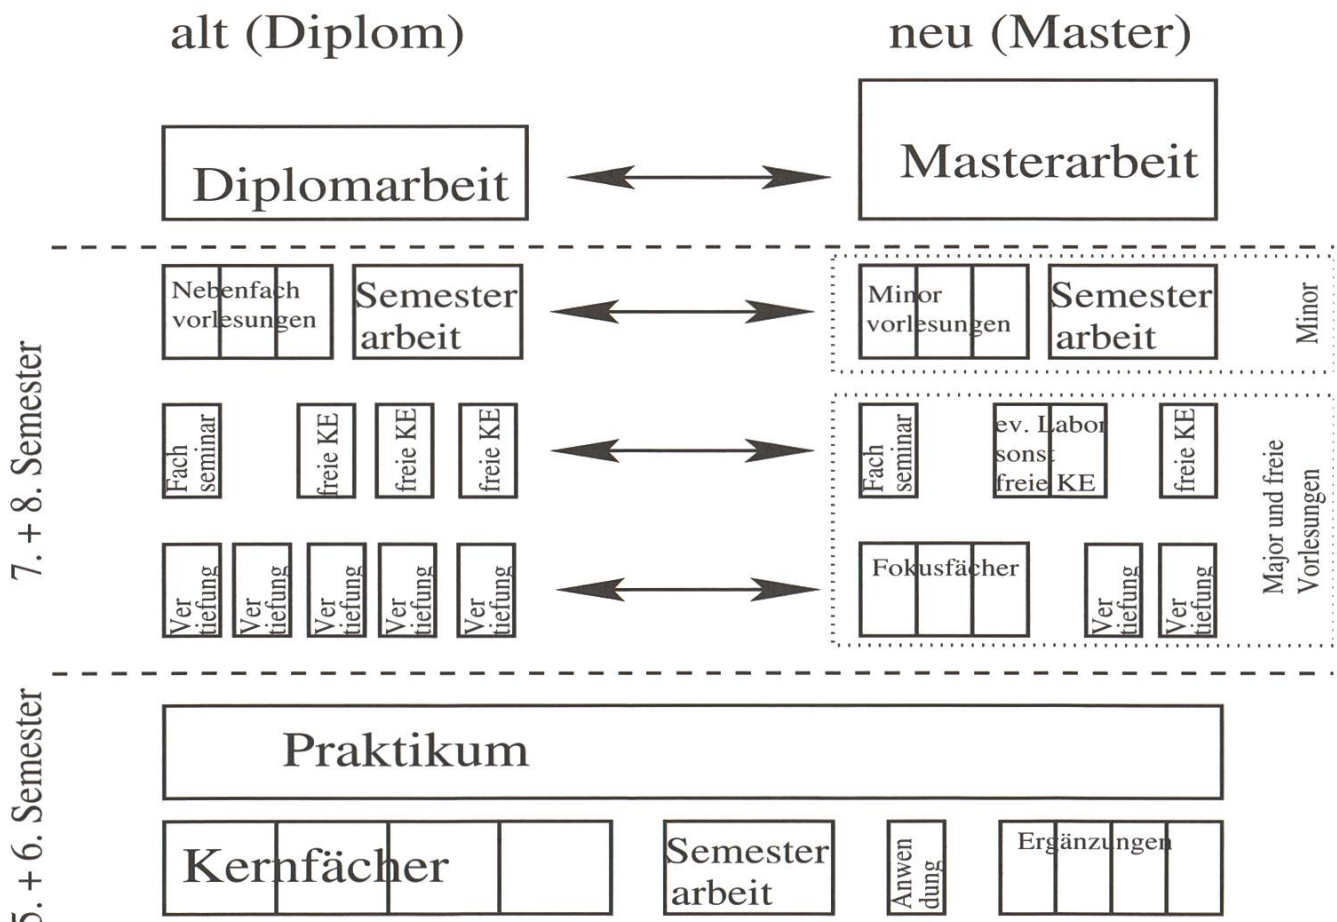 alt (Diplom)
neu (Master)
Diplomarbeit
Masterarbeit
7. + 8. Semester
Nebenfach
vorlesungen
Semester
arbeit
Minor
vorlesungen
Semester
arbeit
Minor
Fach
seminar
freie KE
freie KE
freie KE
Fach
seminar
ev. Labor
sonst
freie KE
freie KE
Major und freie
Vorlesungen
Ver
tiefung
Ver
tiefung
Ver
tiefung
Ver
tiefung
Ver
tiefung
Fokusfächer
Ver
tiefung
Ver
tiefung
5. + 6. Semester
Praktikum
Kernfächer
Semester
arbeit
Anwen
dung
Ergänzungen